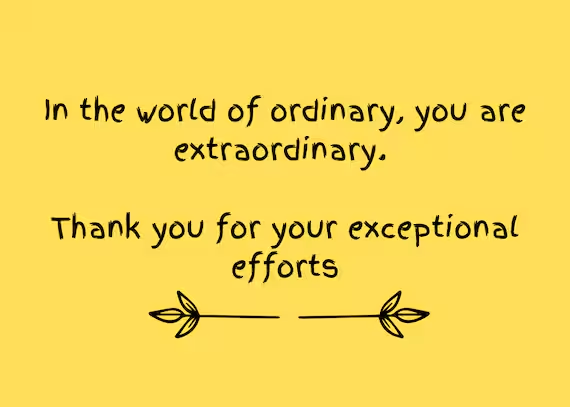 In the world of ordinary, you are
extraordinary.
Thank you for your exceptional
efforts